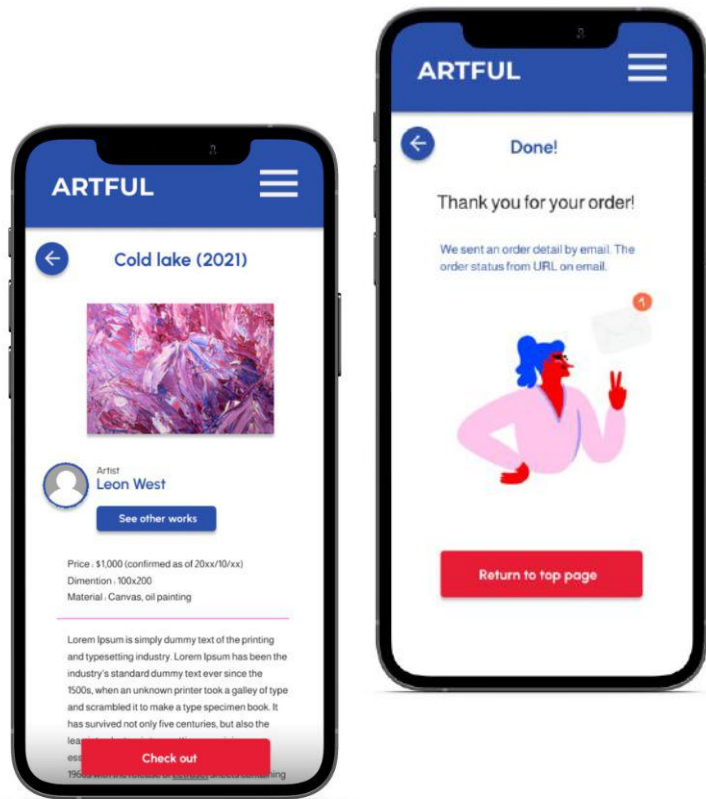 ARTFUL
Cold lake (2021)
Artist
Leon West
See other works
Price : $1,000 (confirmed as of 20xx/10/xx)
Dimention : 100x200
Material : Canvas, oil painting
Lorem Ipsum is simply dummy text of the printing
and typesetting industry. Lorem Ipsum has been the
industry's standard dummy text ever since the
1500s, when an unknown printer took a galley of type
and scrambled it to make a type specimen book. It
has survived not only five centuries, but also the
Check out
ARTFUL
Done!
Thank you for your order!
We sent an order detail by email. The
order status from URL on email.
1
Return to top page